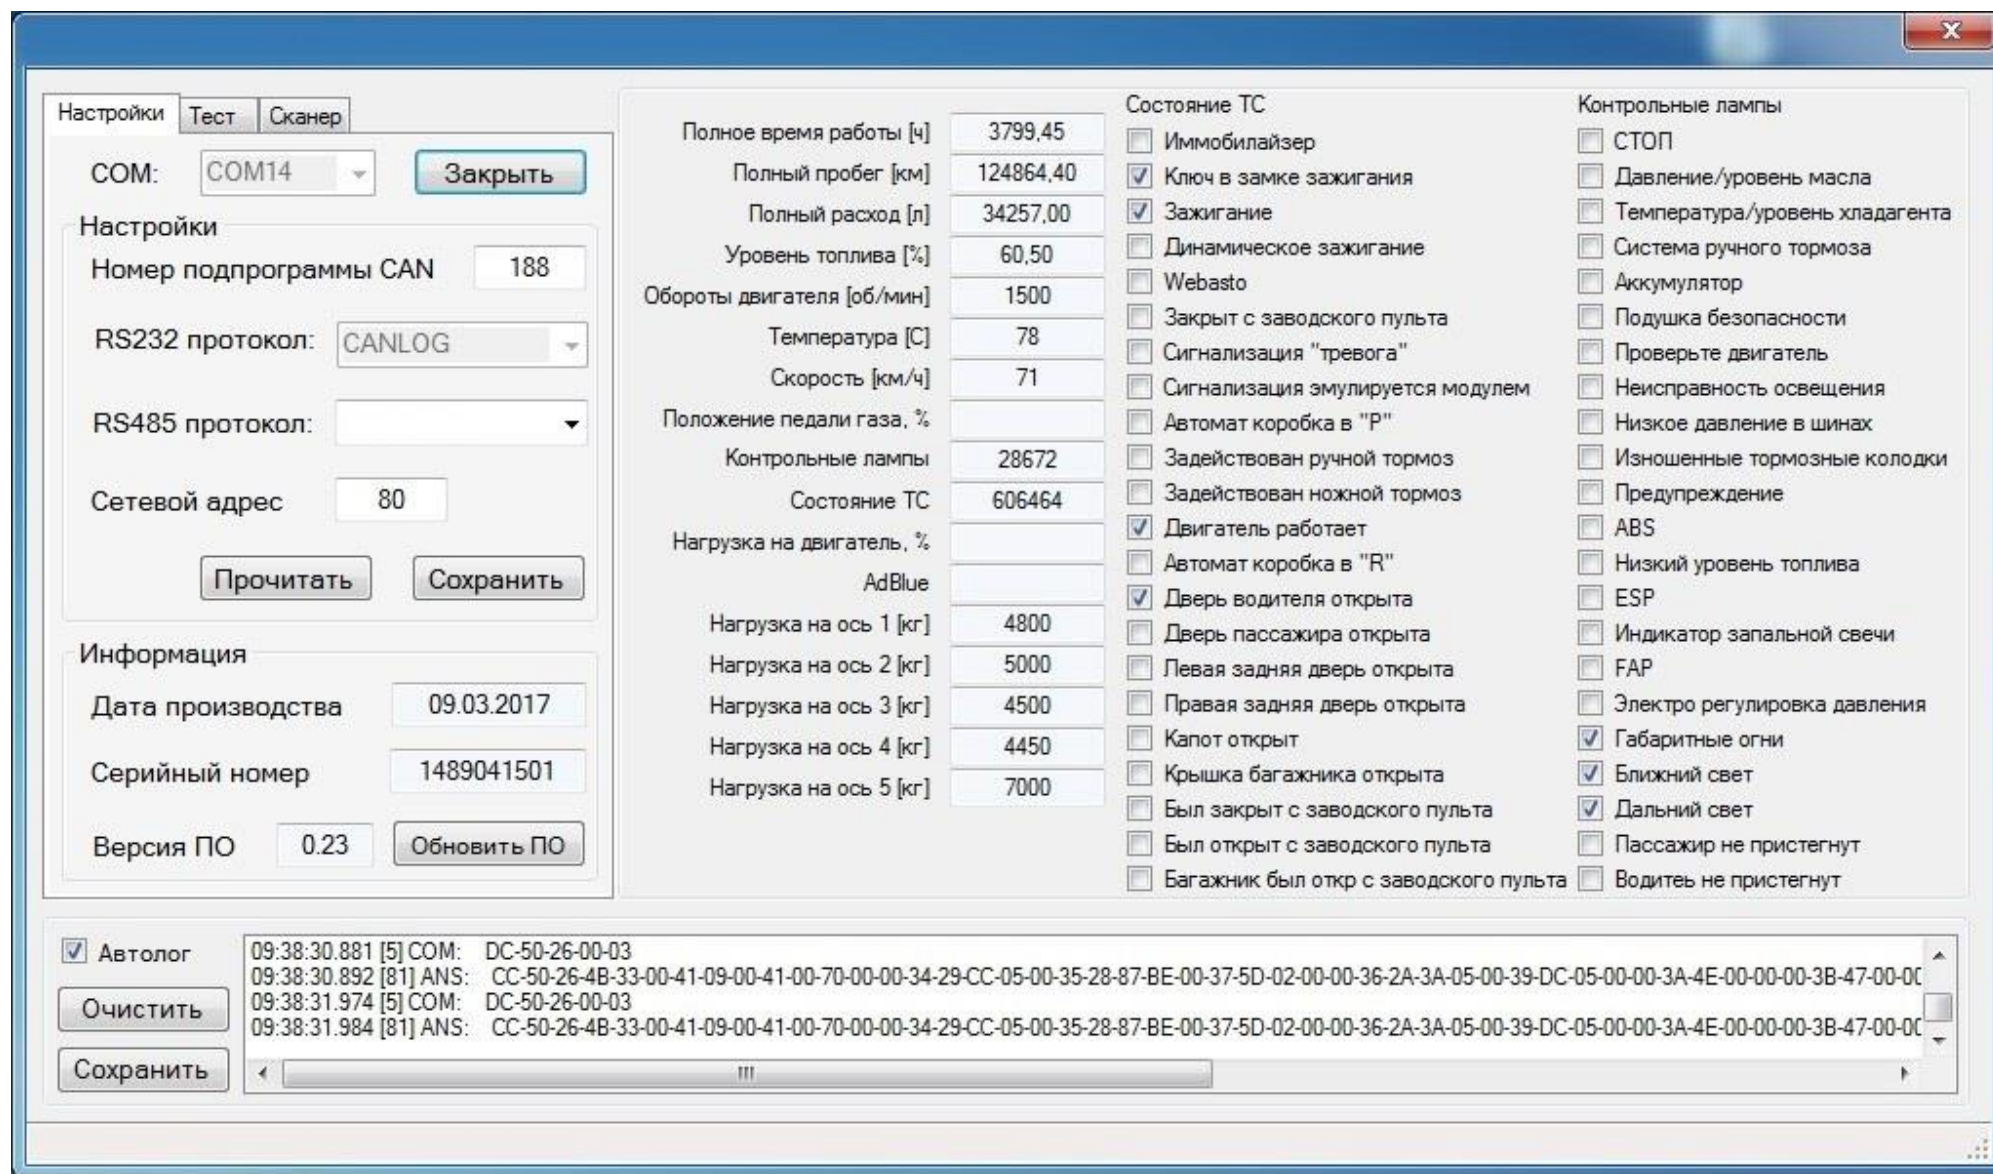 Настройки
Тест
Сканер
COM:
COM14
Закрыть
Настройки
Номер подпрограммы CAN
188
RS232 протокол:
CANLOG
RS485 протокол:
Сетевой адрес
80
Прочитать
Сохранить
Информация
Дата производства
09.03.2017
Серийный номер
1489041501
Версия ПО
0.23
Обновить ПО
Полное время работы [ч]
3799,45
Полный пробег [км]
124864,40
Полный расход [л]
34257,00
Уровень топлива [%]
60,50
Обороты двигателя [об/мин]
1500
Температура [C]
78
Скорость [км/ч]
71
Положение педали газа, %
Контрольные лампы
28672
Состояние ТС
606464
Нагрузка на двигатель, %
AdBlue
Нагрузка на ось 1 [кг]
4800
Нагрузка на ось 2 [кг]
5000
Нагрузка на ось 3 [кг]
4500
Нагрузка на ось 4 [кг]
4450
Нагрузка на ось 5 [кг]
7000
Состояние ТС
Иммобилайзер
Ключ в замке зажигания
Зажигание
Динамическое зажигание
Webasto
Закрыт с заводского пульта
Сигнализация "тревога"
Сигнализация эмулируется модулем
Автомат коробка в "P"
Задействован ручной тормоз
Задействован ножной тормоз
Двигатель работает
Автомат коробка в "R"
Дверь водителя открыта
Дверь пассажира открыта
Левая задняя дверь открыта
Правая задняя дверь открыта
Капот открыт
Крышка багажника открыта
Был закрыт с заводского пульта
Был открыт с заводского пульта
Багажник был откр с заводского пульта
Контрольные лампы
СТОП
Давление/уровень масла
Температура/уровень хладагента
Система ручного тормоза
Аккумулятор
Подушка безопасности
Проверьте двигатель
Неисправность освещения
Низкое давление в шинах
Изношенные тормозные колодки
Предупреждение
ABS
Низкий уровень топлива
ESP
Индикатор запальной свечи
FAP
Электро регулировка давления
Габаритные огни
Ближний свет
Дальний свет
Пассажир не пристегнут
Водитеь не пристегнут
Автолог
Очистить
Сохранить
09:38:30.881 [5] COM: DC-50-26-00-03
09:38:30.892 [81] ANS: CC-50-26-4B-33-00-41-09-00-41-00-70-00-00-34-29-CC-05-00-35-28-87-BE-00-37-5D-02-00-00-36-2A-3A-05-00-39-DC-05-00-00-3A-4E-00-00-00-3B-47-00-00
09:38:31.974 [5] COM: DC-50-26-00-03
09:38:31.984 [81] ANS: CC-50-26-4B-33-00-41-09-00-41-00-70-00-00-34-29-CC-05-00-35-28-87-BE-00-37-5D-02-00-00-36-2A-3A-05-00-39-DC-05-00-00-3A-4E-00-00-00-3B-47-00-00